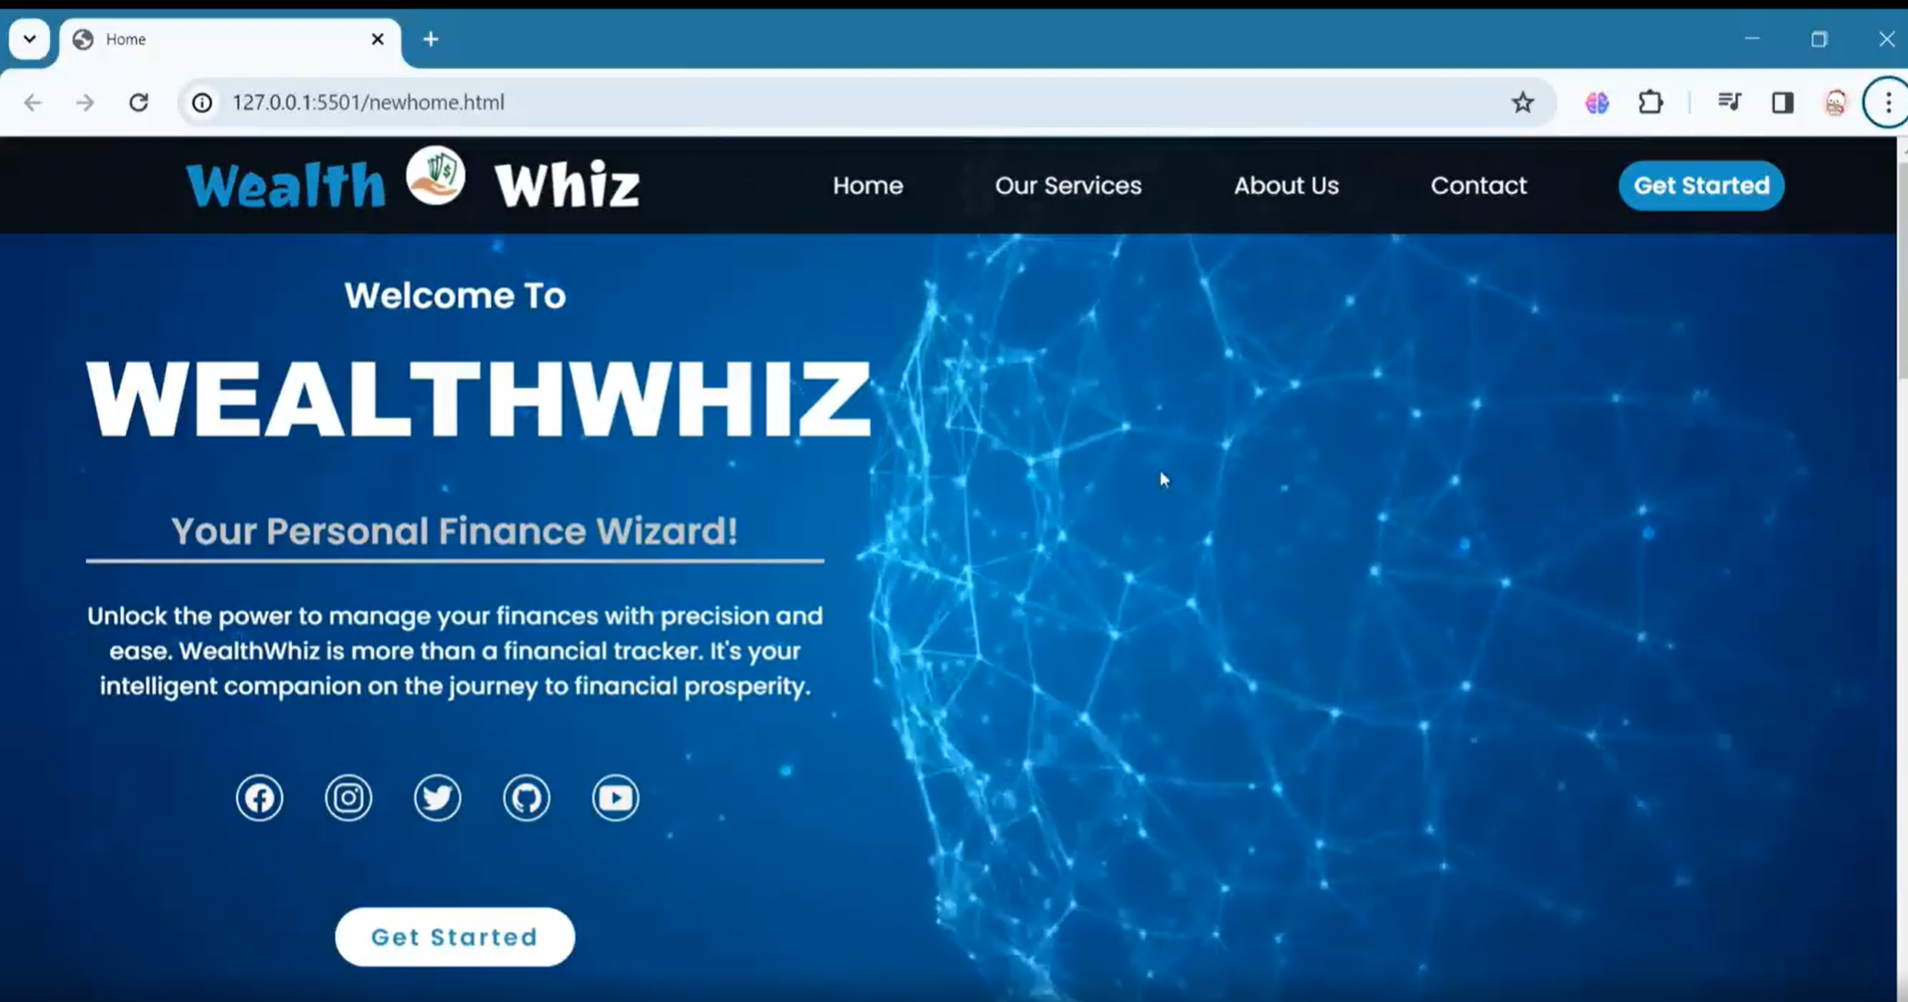 Home
127.0.0.1:5501/newhome.html
Wealth $ Whiz
Home
Our Services
About Us
Contact
Get Started
Welcome To
WEALTHWHIZ
Your Personal Finance Wizard!
Unlock the power to manage your finances with precision and
ease. WealthWhiz is more than a financial tracker. It's your
intelligent companion on the journey to financial prosperity.
Get Started